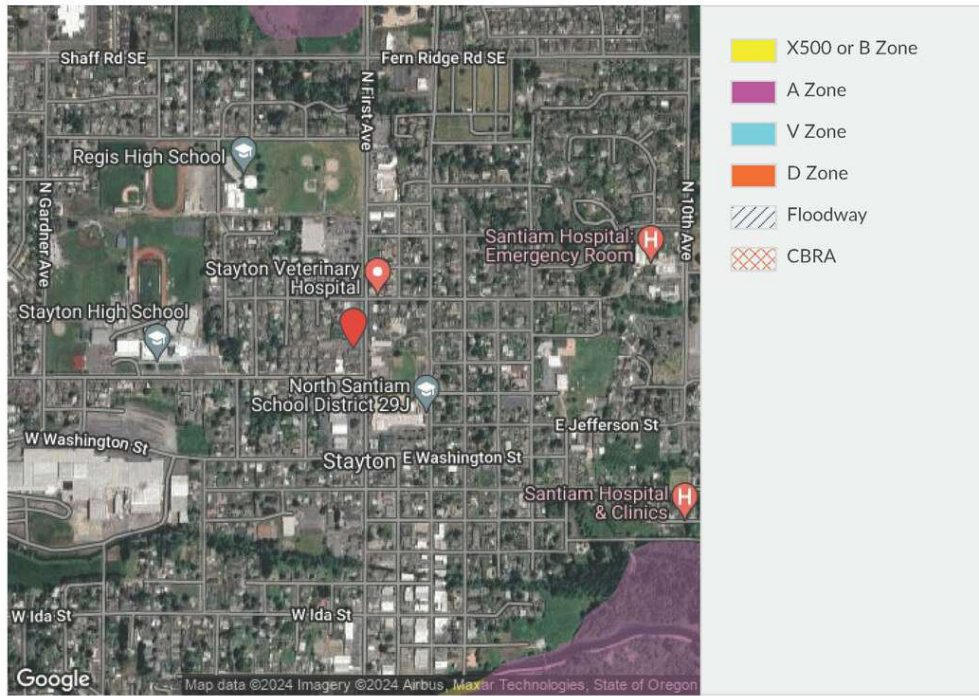 Shaff Rd SE
Fern Ridge Rd SE
N First Ave
Regis High School
N Gardner Ave
N 10th Ave
Santiam Hospital:
Emergency Room
Stayton Veterinary
Hospital
Stayton High School
North Santiam
School District 29J
E Jefferson St
W Washington St
Stayton
E Washington St
Santiam Hospital
& Clinics
W Ida St
W Ida St
Google
Map data ©2024 Imagery ©2024 Airbus, Maxar Technologies, State of Oregon
X500 or B Zone
A Zone
V Zone
D Zone
Floodway
CBRA
H
H